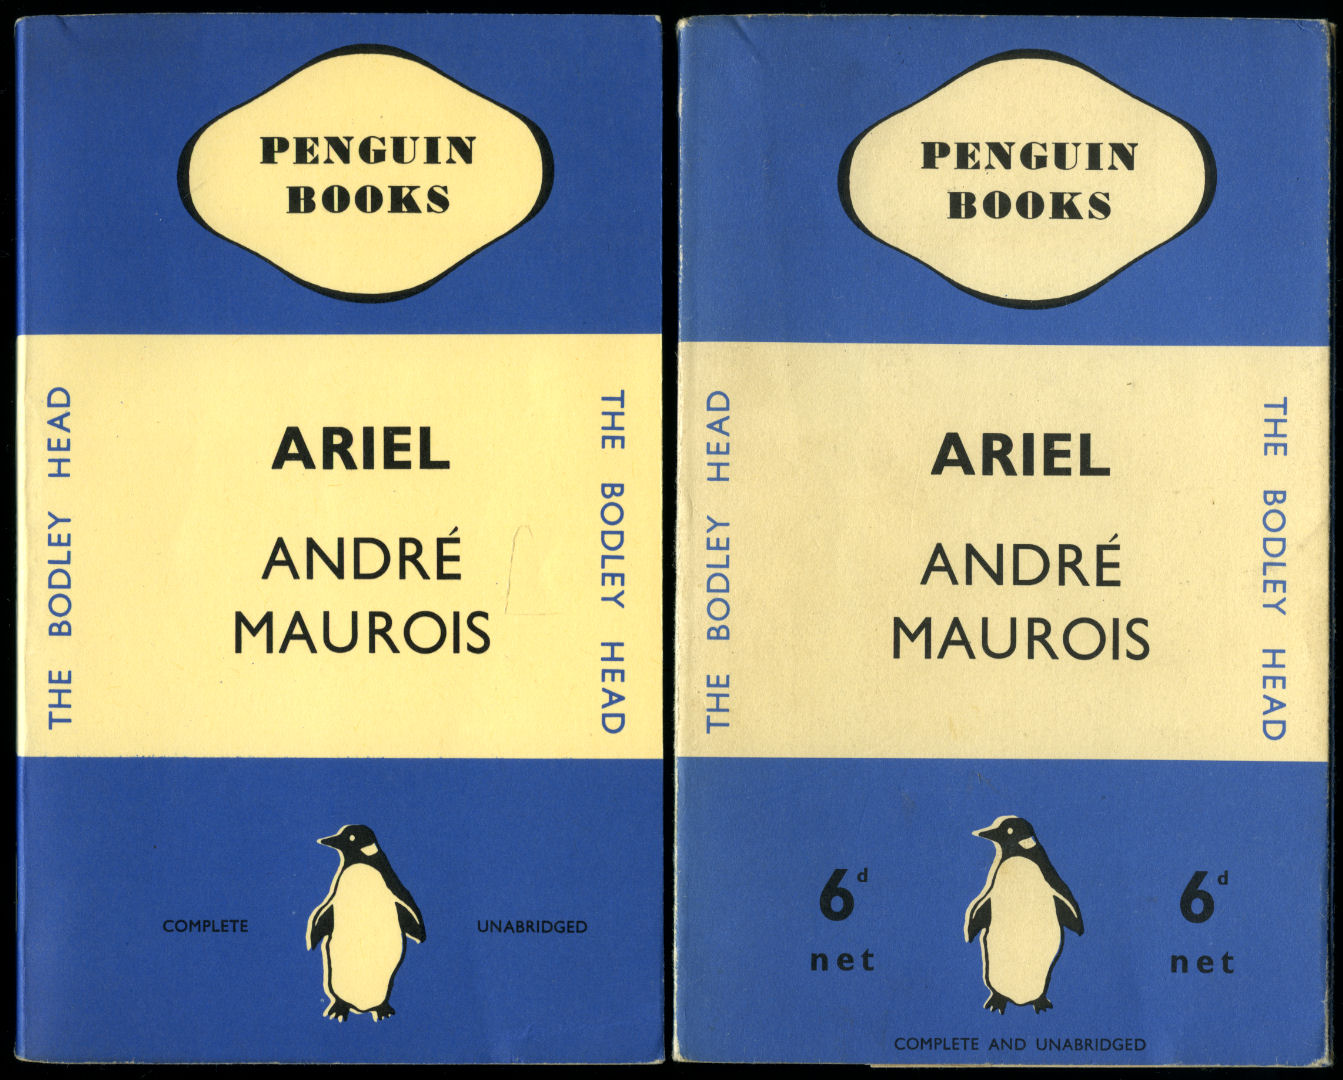 PENGUIN
BOOKS
THE BODLEY HEAD
ARIEL
ANDRÉ
MAUROIS
THE BODLEY HEAD
COMPLETE
UNABRIDGED
PENGUIN
BOOKS
THE BODLEY HEAD
ARIEL
ANDRÉ
MAUROIS
THE BODLEY HEAD
6d
net
6d
net
COMPLETE AND UNABRIDGED